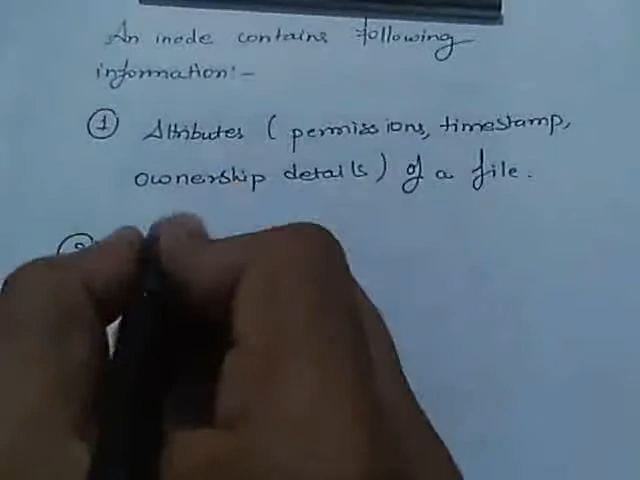 An inode contains following
information:-
① Attributes ( permissions, timestamp,
ownership details ) of a file.